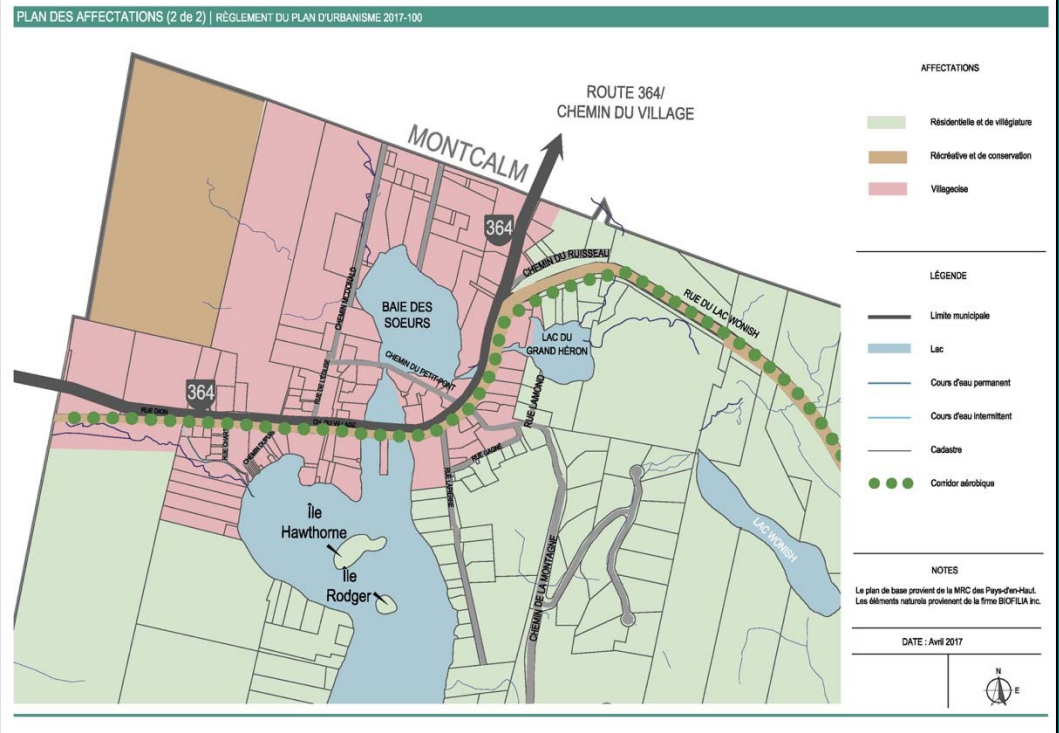 PLAN DES AFFECTATIONS (2 de 2) | RÈGLEMENT DU PLAN D'URBANISME 2017-100
ROUTE 364/
CHEMIN DU VILLAGE
MONTCALM
364
CHEMIN DU RUISSEAU
RUE DU LAC WONISH
CHEMIN MCDONALD
BAIE DES
SOEURS
LAC DU
GRAND HÉRON
CHEMIN DU PETIT-PONT
RUE DE L'ÉGLISE
364
RUE DION
CH. DU VILLAGE
RUE LAMOND
RUE GAGNÉ
CHEMIN DE LA MONTAGNE
LAC WONISH
Île
Hawthorne
Île
Rodger
AFFECTATIONS
Résidentielle et de villégiature
Récréative et de conservation
Villageoise
LÉGENDE
Limite municipale
Lac
Cours d'eau permanent
Cours d'eau intermittent
Cadastre
Corridor aérobique
NOTES
Le plan de base provient de la MRC des Pays-d'en-Haut.
Les éléments naturels proviennent de la firme BIOFILIA inc.
DATE : Avril 2017
N
E